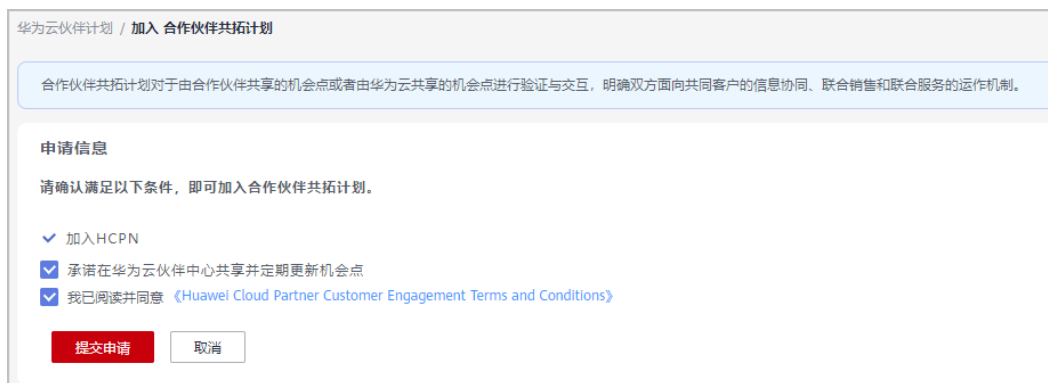 华为云伙伴计划 / 加入 合作伙伴共拓计划
合作伙伴共拓计划对于由合作伙伴共享的机会点或者由华为云共享的机会点进行验证与交互，明确双方面向共同客户的信息协同、联合销售和联合服务的运作机制。
申请信息
请确认满足以下条件，即可加入合作伙伴共拓计划。
加入HCPN
承诺在华为云伙伴中心共享并定期更新机会点
我已阅读并同意 《Huawei Cloud Partner Customer Engagement Terms and Conditions》
提交申请 取消